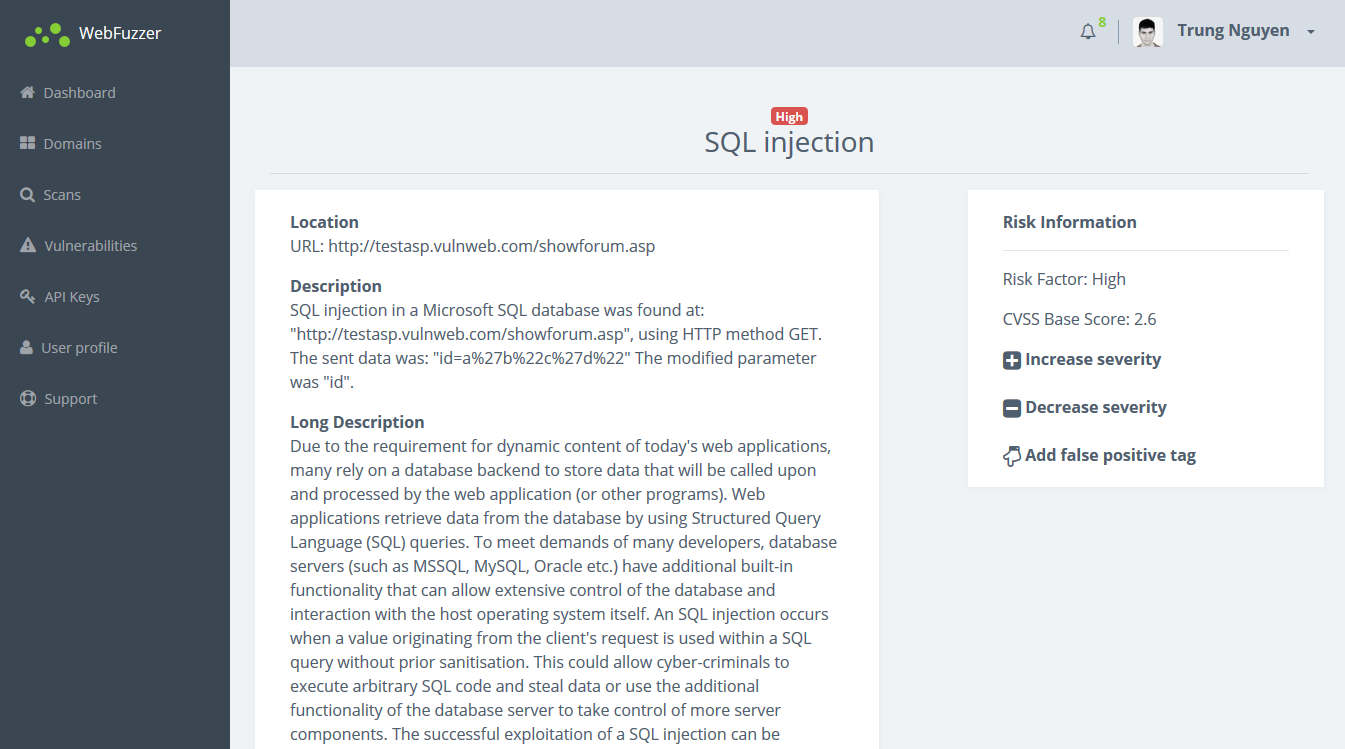 WebFuzzer
8
Trung Nguyen
Dashboard
Domains
Scans
Vulnerabilities
API Keys
User profile
Support
High
SQL injection
Location
URL: http://testasp.vulnweb.com/showforum.asp
Description
SQL injection in a Microsoft SQL database was found at:
"http://testasp.vulnweb.com/showforum.asp", using HTTP method GET.
The sent data was: "id=a%27b%22c%27d%22" The modified parameter
was "id".
Long Description
Due to the requirement for dynamic content of today's web applications,
many rely on a database backend to store data that will be called upon
and processed by the web application (or other programs). Web
applications retrieve data from the database by using Structured Query
Language (SQL) queries. To meet demands of many developers, database
servers (such as MSSQL, MySQL, Oracle etc.) have additional built-in
functionality that can allow extensive control of the database and
interaction with the host operating system itself. An SQL injection occurs
when a value originating from the client's request is used within a SQL
query without prior sanitisation. This could allow cyber-criminals to
execute arbitrary SQL code and steal data or use the additional
functionality of the database server to take control of more server
components. The successful exploitation of a SQL injection can be
Risk Information
Risk Factor: High
CVSS Base Score: 2.6
Increase severity
Decrease severity
Add false positive tag